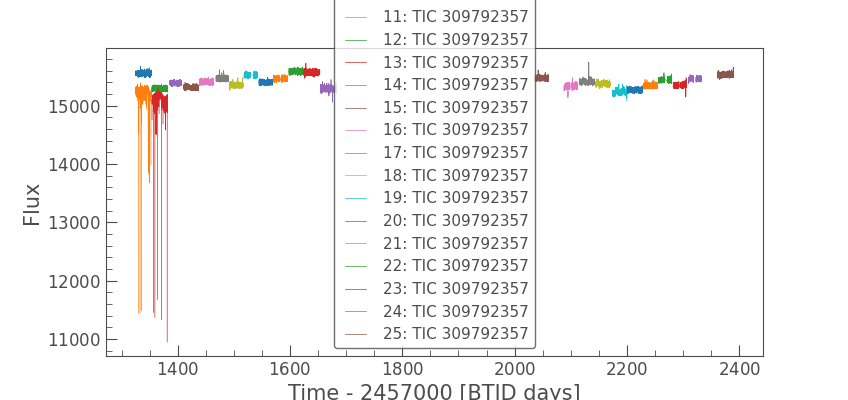 11: TIC 309792357
12: TIC 309792357
13: TIC 309792357
14: TIC 309792357
15: TIC 309792357
16: TIC 309792357
17: TIC 309792357
18: TIC 309792357
19: TIC 309792357
20: TIC 309792357
21: TIC 309792357
22: TIC 309792357
23: TIC 309792357
24: TIC 309792357
25: TIC 309792357
Flux
15000
14000
13000
12000
11000
1400 1600 1800 2000 2200 2400
Time - 2457000 [BTJD days]